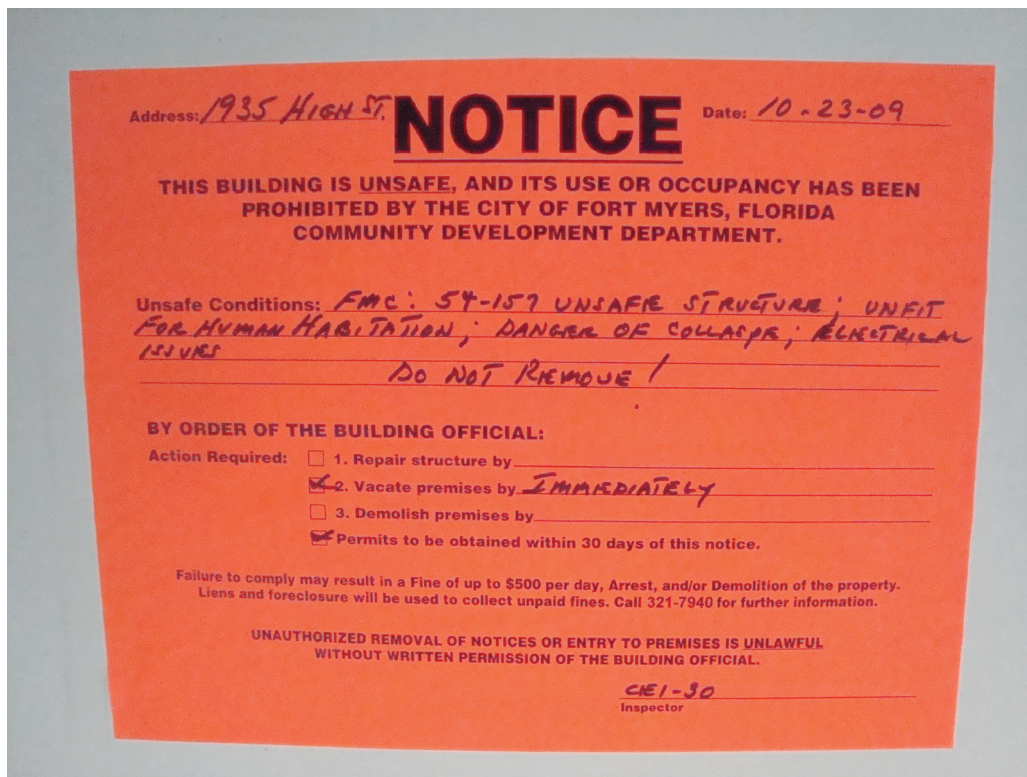 Address: 1935 HIGH ST. NOTICE Date: 10-23-09
THIS BUILDING IS UNSAFE, AND ITS USE OR OCCUPANCY HAS BEEN
PROHIBITED BY THE CITY OF FORT MYERS, FLORIDA
COMMUNITY DEVELOPMENT DEPARTMENT.
Unsafe Conditions: FMC: 54-157 UNSAFE STRUCTURE; UNFIT
FOR HUMAN HABITATION; DANGER OF COLLASPE; ELECTRICAL
ISSUES
DO NOT REMOVE!
BY ORDER OF THE BUILDING OFFICIAL:
Action Required: 1. Repair structure by
2. Vacate premises by IMMEDIATELY
3. Demolish premises by
Permits to be obtained within 30 days of this notice.
Failure to comply may result in a Fine of up to $500 per day, Arrest, and/or Demolition of the property.
Liens and foreclosure will be used to collect unpaid fines. Call 321-7940 for further information.
UNAUTHORIZED REMOVAL OF NOTICES OR ENTRY TO PREMISES IS UNLAWFUL
WITHOUT WRITTEN PERMISSION OF THE BUILDING OFFICIAL.
CEI-30
Inspector